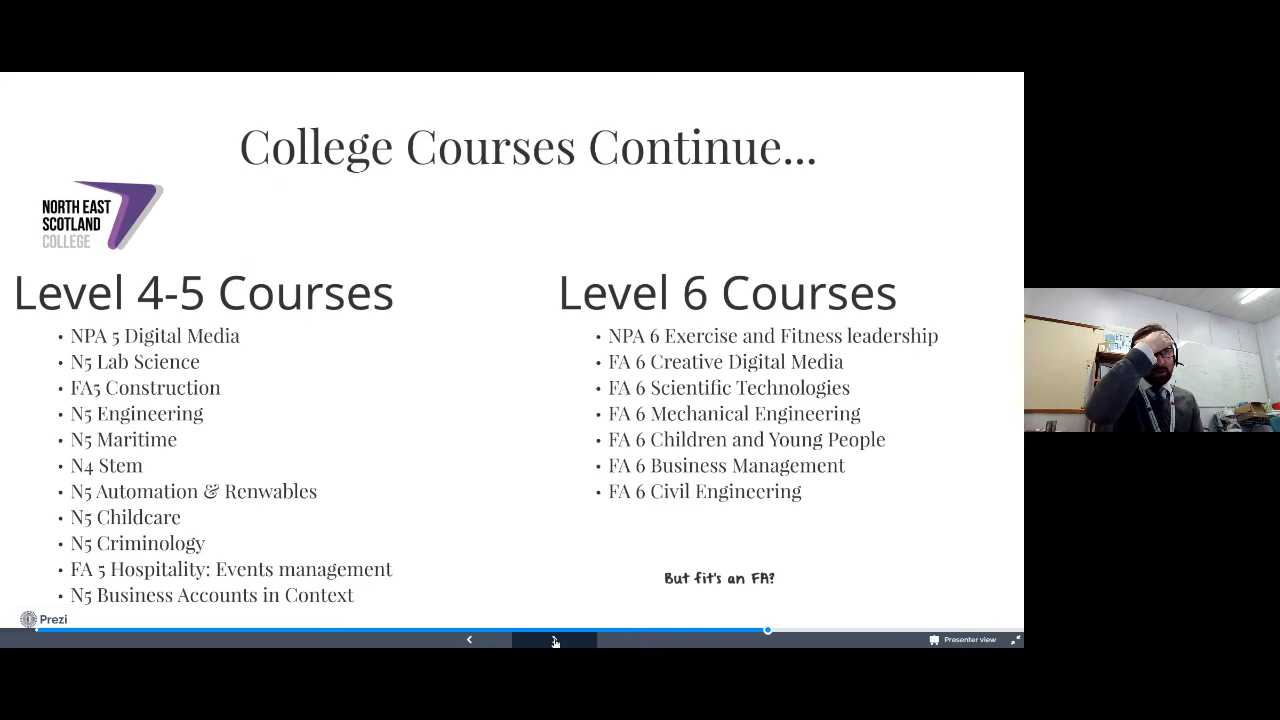 College Courses Continue...
NORTH EAST
SCOTLAND
COLLEGE
Level 4-5 Courses
• NPA 5 Digital Media
• N5 Lab Science
• FA5 Construction
• N5 Engineering
• N5 Maritime
• N4 Stem
• N5 Automation & Renwables
• N5 Childcare
• N5 Criminology
• FA 5 Hospitality: Events management
• N5 Business Accounts in Context
Level 6 Courses
• NPA 6 Exercise and Fitness leadership
• FA 6 Creative Digital Media
• FA 6 Scientific Technologies
• FA 6 Mechanical Engineering
• FA 6 Children and Young People
• FA 6 Business Management
• FA 6 Civil Engineering
But fit's an FA?
Prezi
Presenter view